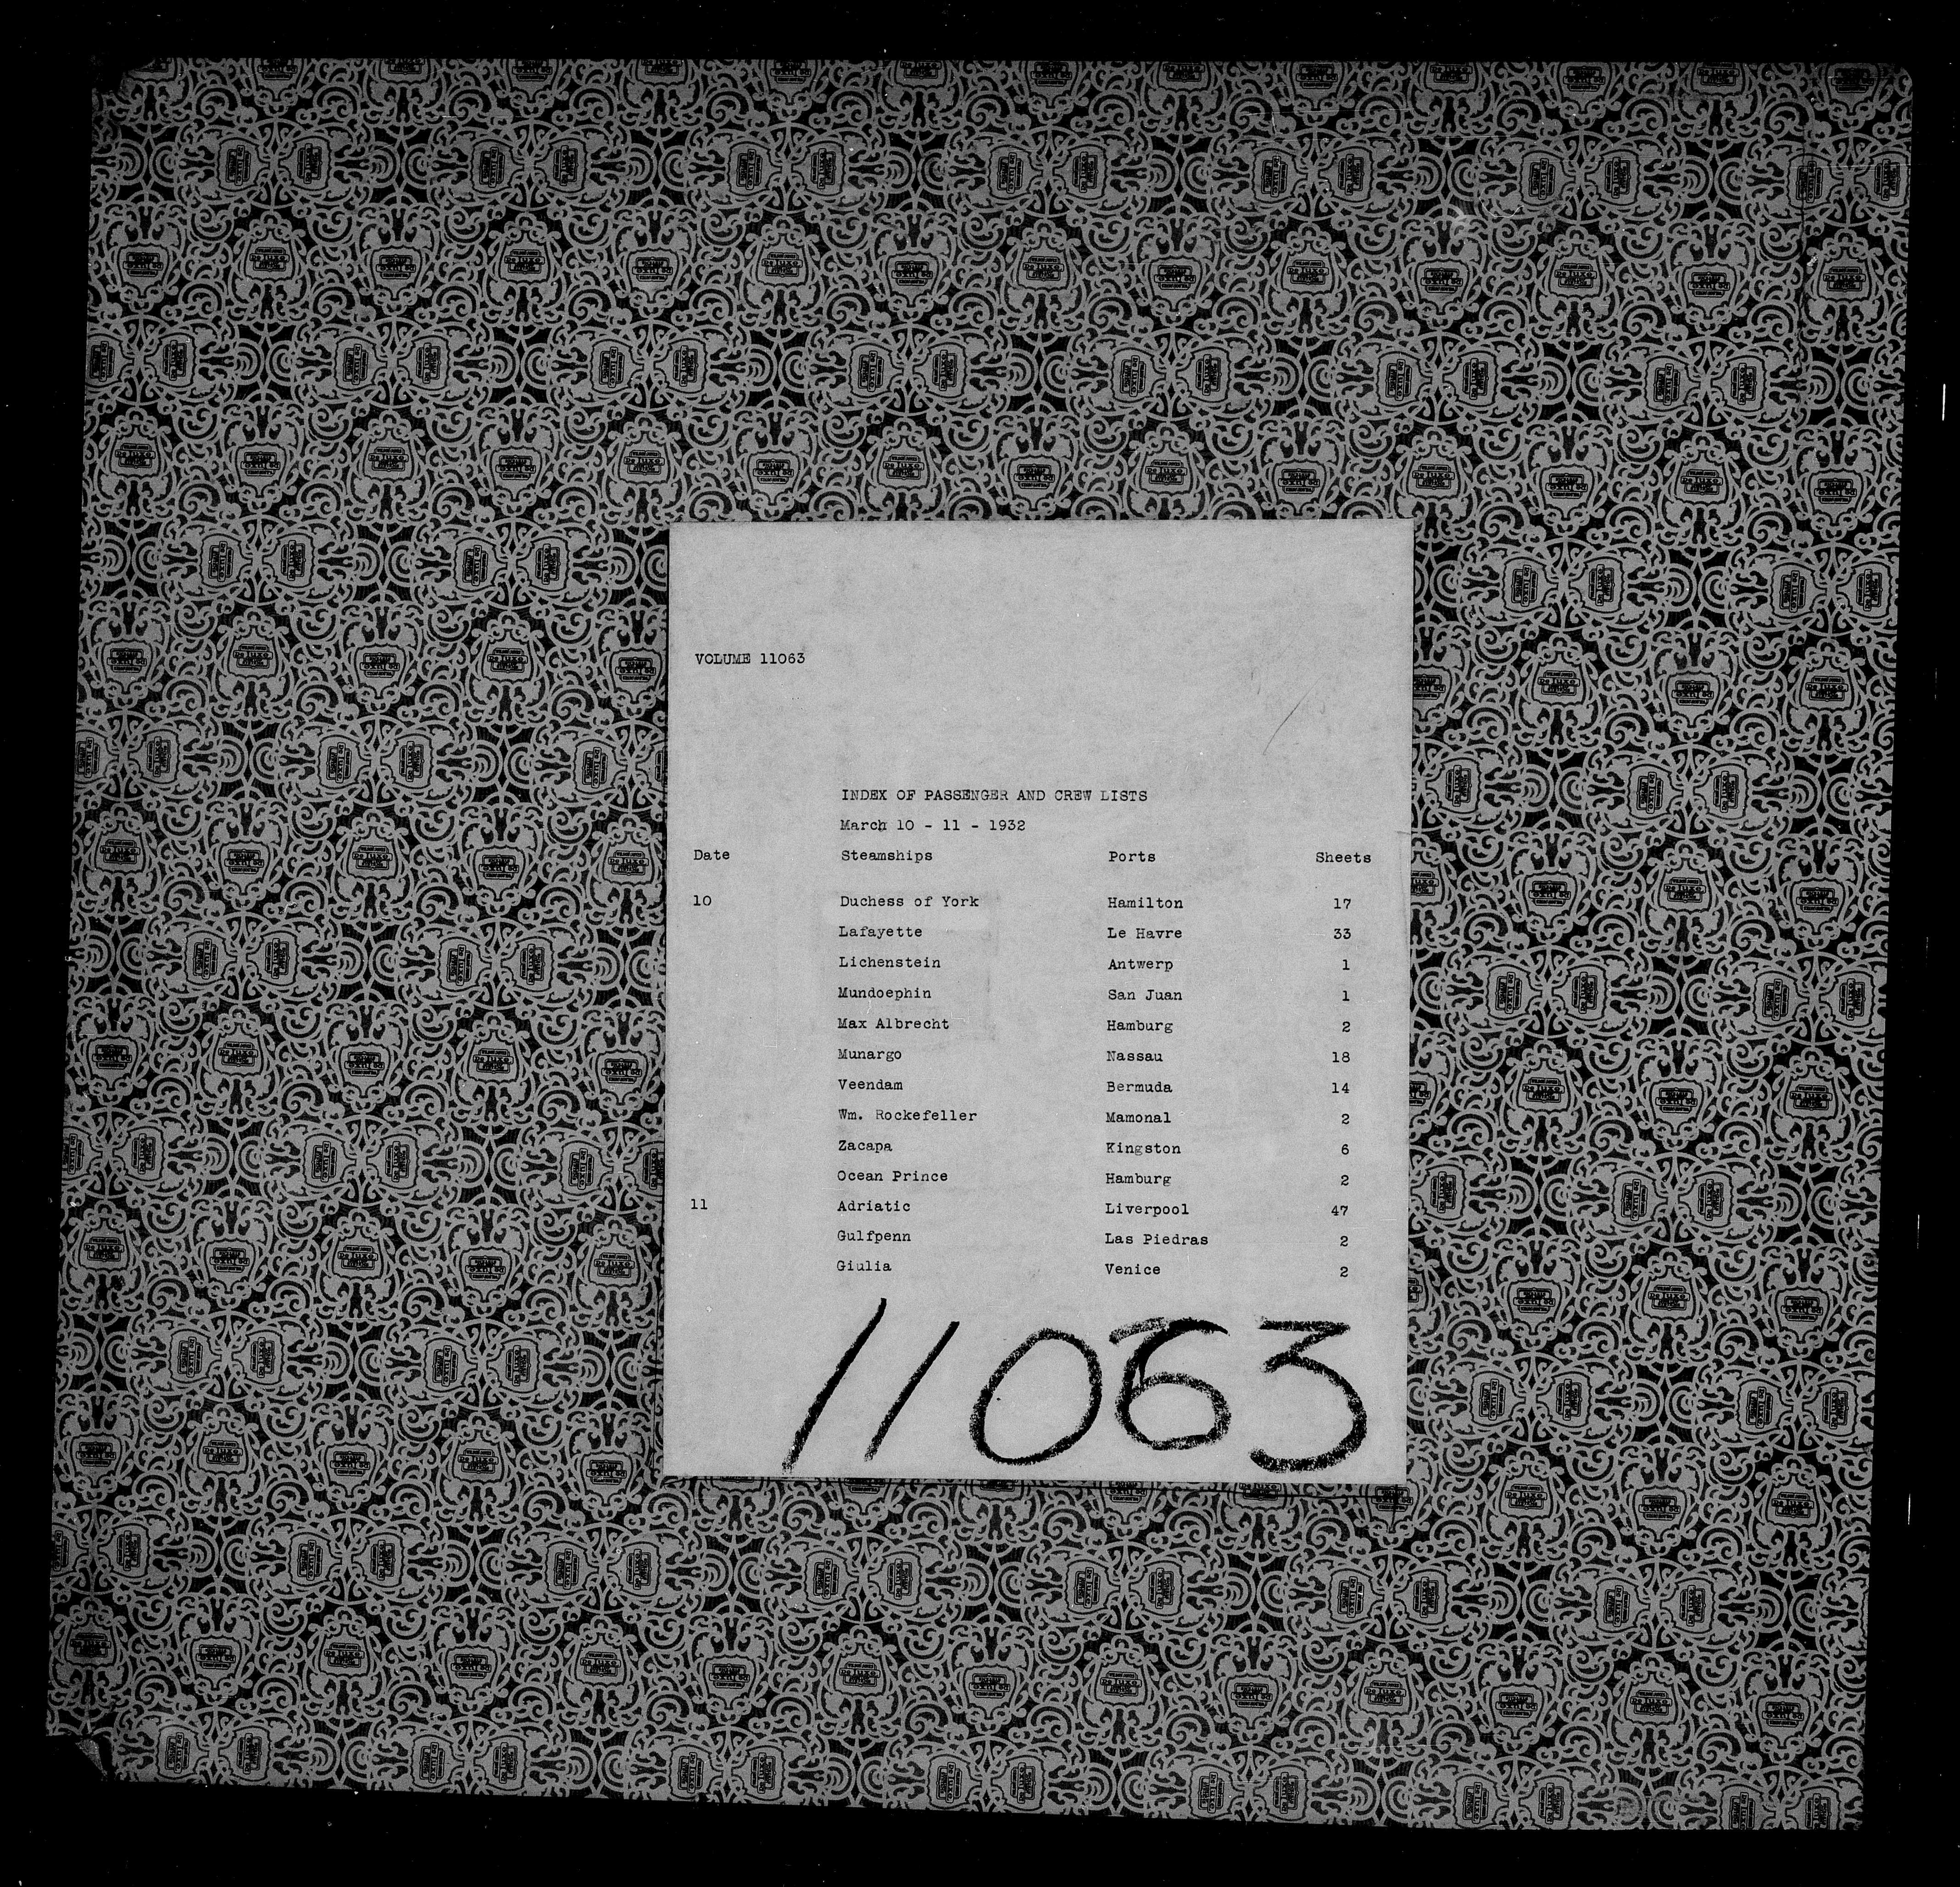 VOLUME 11063
INDEX OF PASSENGER AND CREW LISTS
March 10 - 11 - 1932
Date Steamships Ports Sheets
10 Duchess of York Hamilton 17
Lafayette Le Havre 33
Lichenstein Antwerp 1
Mundoephin San Juan 1
Max Albrecht Hamburg 2
Munargo Nassau 18
Veendam Bermuda 14
Wm. Rockefeller Mamonal 2
Zacapa Kingston 6
Ocean Prince Hamburg 2
11 Adriatic Liverpool 47
Gulfpenn Las Piedras 2
Giulia Venice 2
11063